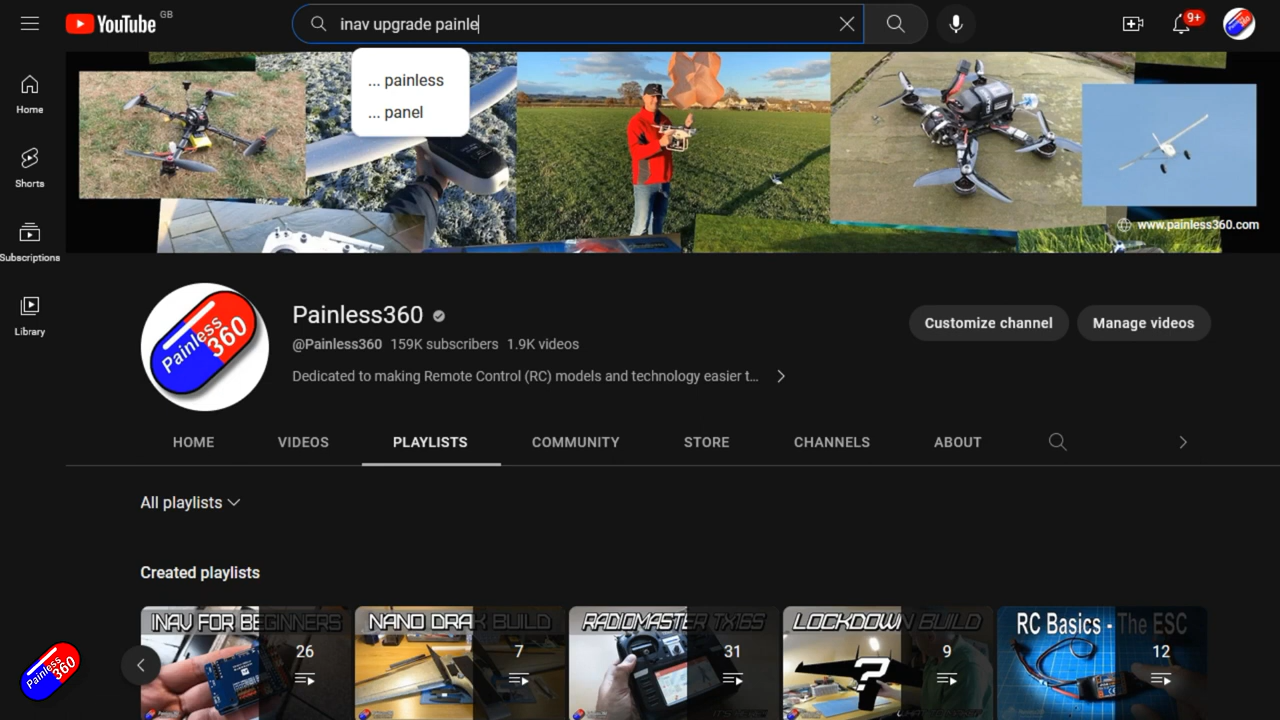 YouTube GB
inav upgrade painle
9+
... painless
... panel
Home
Shorts
Subscriptions
Library
www.painless360.com
Painless 360
Painless360
@Painless360 159K subscribers 1.9K videos
Dedicated to making Remote Control (RC) models and technology easier t...
Customize channel
Manage videos
HOME VIDEOS PLAYLISTS COMMUNITY STORE CHANNELS ABOUT
All playlists
Created playlists
INAV FOR BEGINNERS
26
NANO DRAK BUILD
7
RADIOMASTER TX16S
31
LOCKDOWN BUILD
?
9
RC Basics - The ESC
12
Painless 360